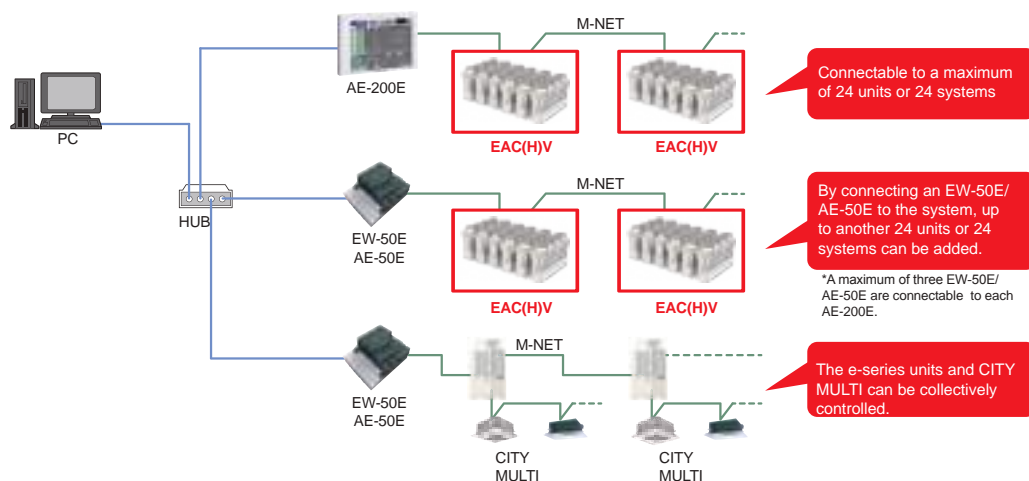 M-NET
AE-200E
EAC(H)V
EAC(H)V
Connectable to a maximum
of 24 units or 24 systems
PC
HUB
M-NET
EW-50E
AE-50E
EAC(H)V
EAC(H)V
By connecting an EW-50E/
AE-50E to the system, up
to another 24 units or 24
systems can be added.
*A maximum of three EW-50E/
AE-50E are connectable to each
AE-200E.
M-NET
EW-50E
AE-50E
CITY
MULTI
CITY
MULTI
The e-series units and CITY
MULTI can be collectively
controlled.